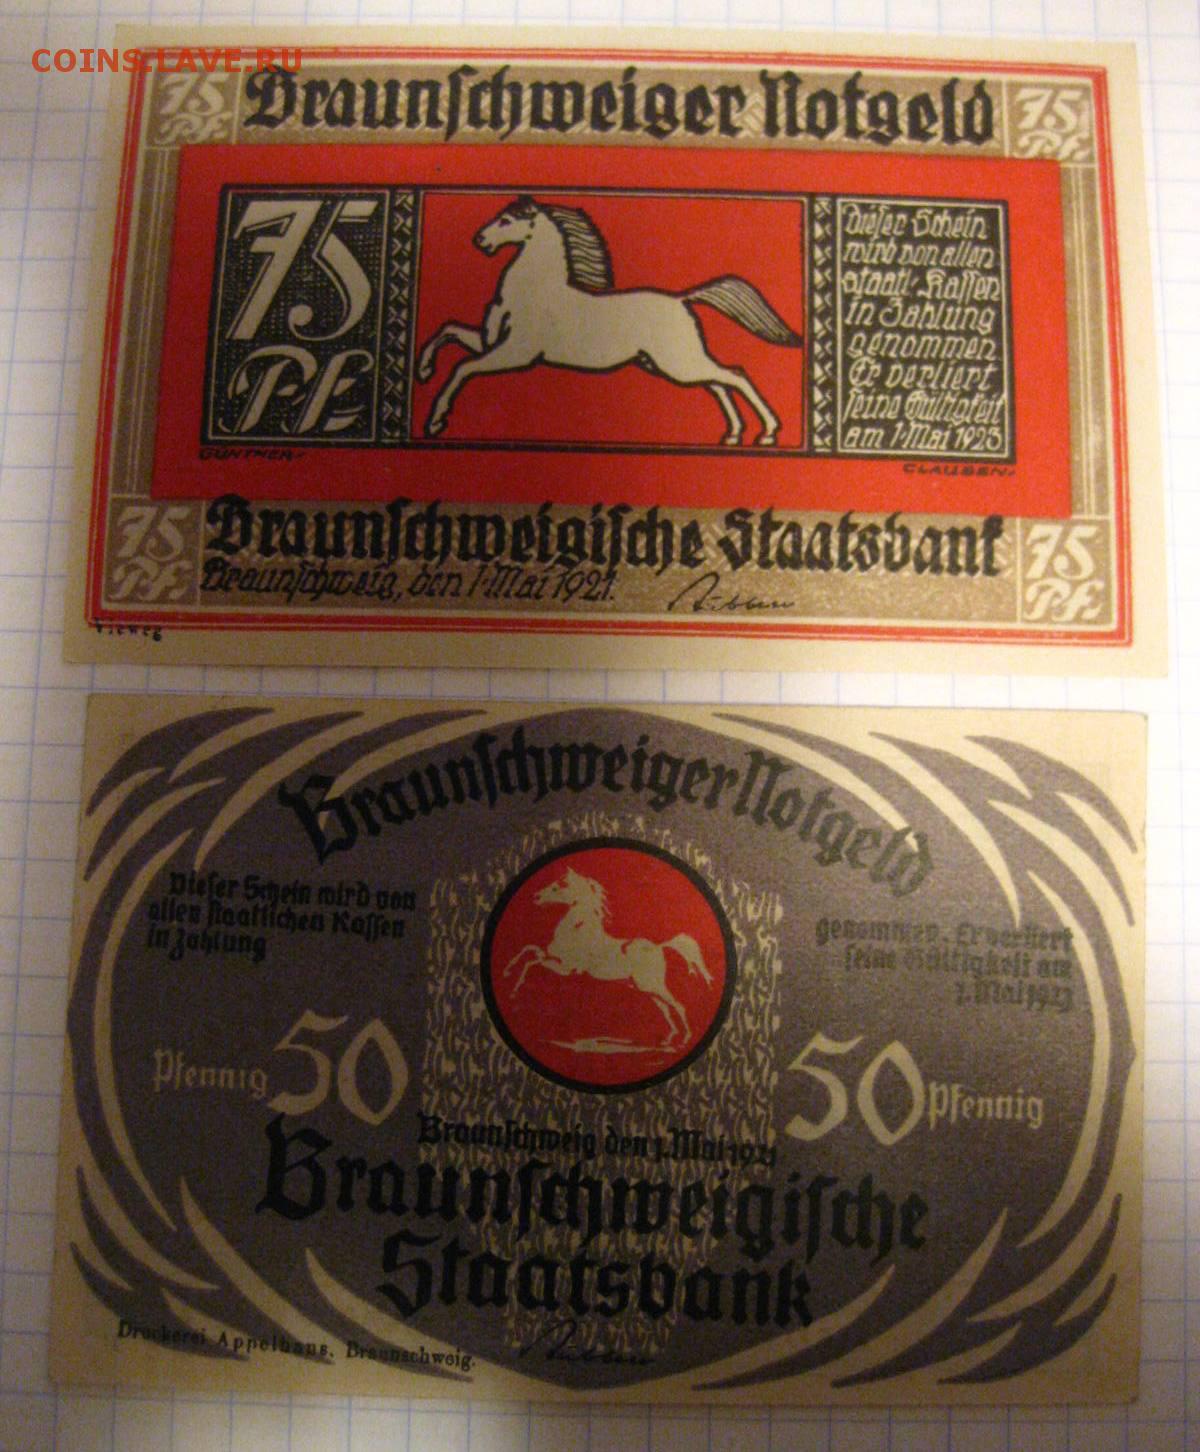 COINS.LAVE.RU
75 Pf.
Braunschweiger Notgeld
75 Pf.
75
Pf
Dieser Schein
wird von allen
staatl. Kassen
in Zahlung
genommen
Er verliert
seine Gültigkeit
am 1. Mai 1923
GÜNTHER
CLAUSEN.
75 Pf.
Braunschweigische Staatsbank
Braunschweig, den 1. Mai 1921.
75 Pf.
Vieweg
Braunschweiger Notgeld
Dieser Schein wird von
allen staatlichen Kassen
in Zahlung
genommen. Er verliert
seine Gültigkeit am
1. Mai 1923
Pfennig 50
50 Pfennig
Braunschweig den 1. Mai 1921
Braunschweigische
Staatsbank
Druckerei Appelhans, Braunschweig.